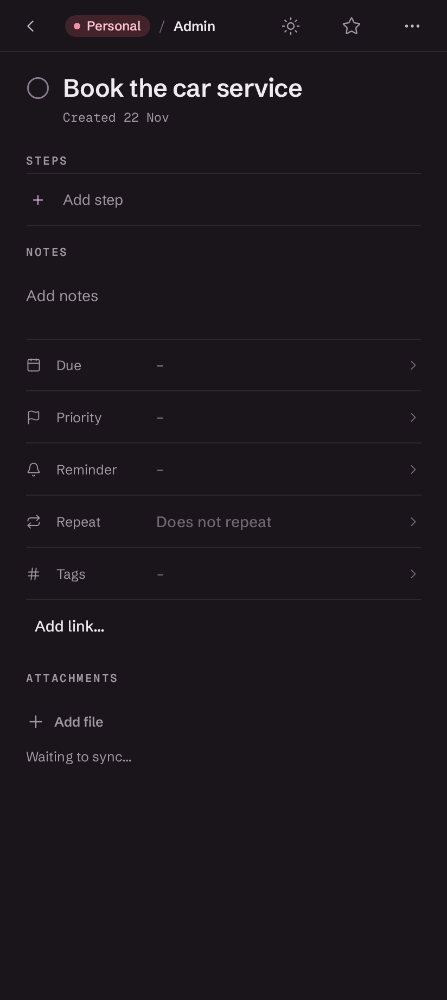 Personal / Admin
Book the car service
Created 22 Nov
STEPS
+ Add step
NOTES
Add notes
Due –
Priority –
Reminder –
Repeat Does not repeat
Tags –
Add link…
ATTACHMENTS
+ Add file
Waiting to sync…